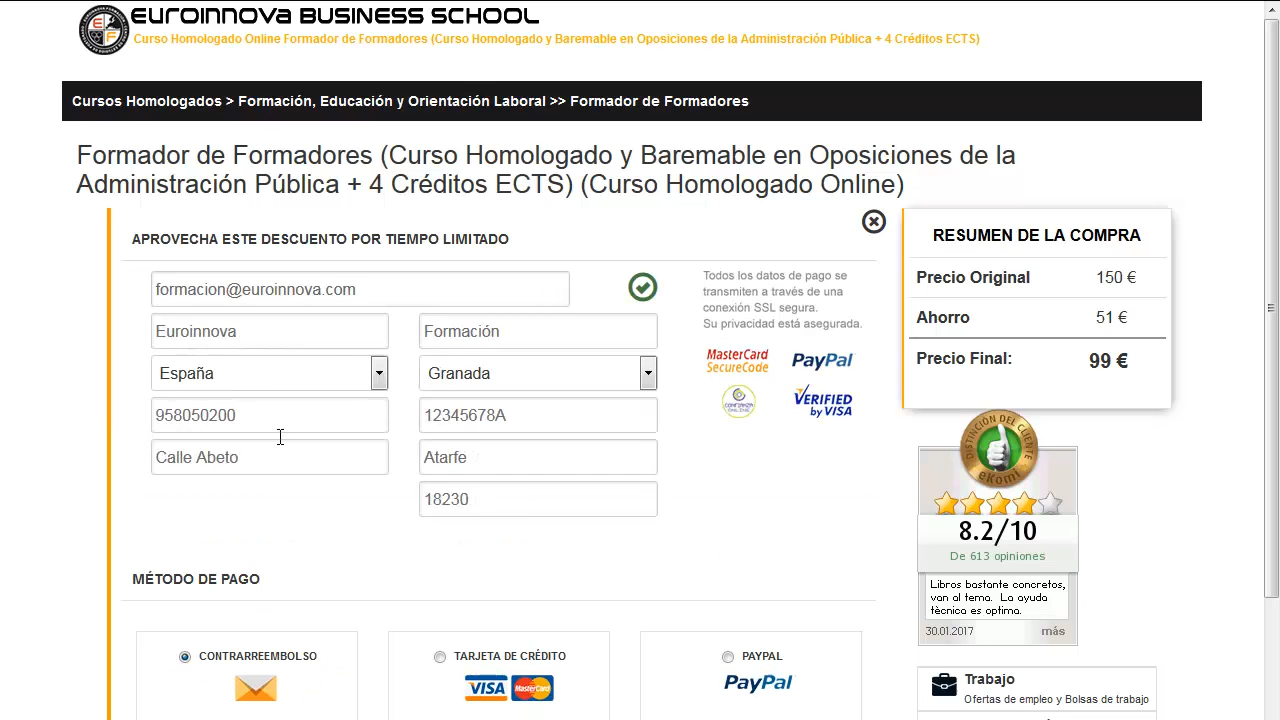 EUROINNOVA BUSINESS SCHOOL
Curso Homologado Online Formador de Formadores (Curso Homologado y Baremable en Oposiciones de la Administración Pública + 4 Créditos ECTS)
Cursos Homologados > Formación, Educación y Orientación Laboral >> Formador de Formadores
Formador de Formadores (Curso Homologado y Baremable en Oposiciones de la
Administración Pública + 4 Créditos ECTS) (Curso Homologado Online)
APROVECHA ESTE DESCUENTO POR TIEMPO LIMITADO
formacion@euroinnova.com
Euroinnova
Formación
España
Granada
958050200
12345678A
Calle Abeto
Atarfe
18230
Todos los datos de pago se
transmiten a través de una
conexión SSL segura.
Su privacidad está asegurada.
MasterCard
SecureCode
PayPal
CONFIANZA
ONLINE
VERIFIED
by VISA
MÉTODO DE PAGO
CONTRARREEMBOLSO
TARJETA DE CRÉDITO
VISA
MasterCard
PAYPAL
PayPal
RESUMEN DE LA COMPRA
Precio Original 150 €
Ahorro 51 €
Precio Final: 99 €
DISTINCIÓN DEL CLIENTE
eKomi
8.2/10
De 613 opiniones
Libros bastante concretos,
van al tema. La ayuda
tècnica es optima.
30.01.2017 más
Trabajo
Ofertas de empleo y Bolsas de trabajo